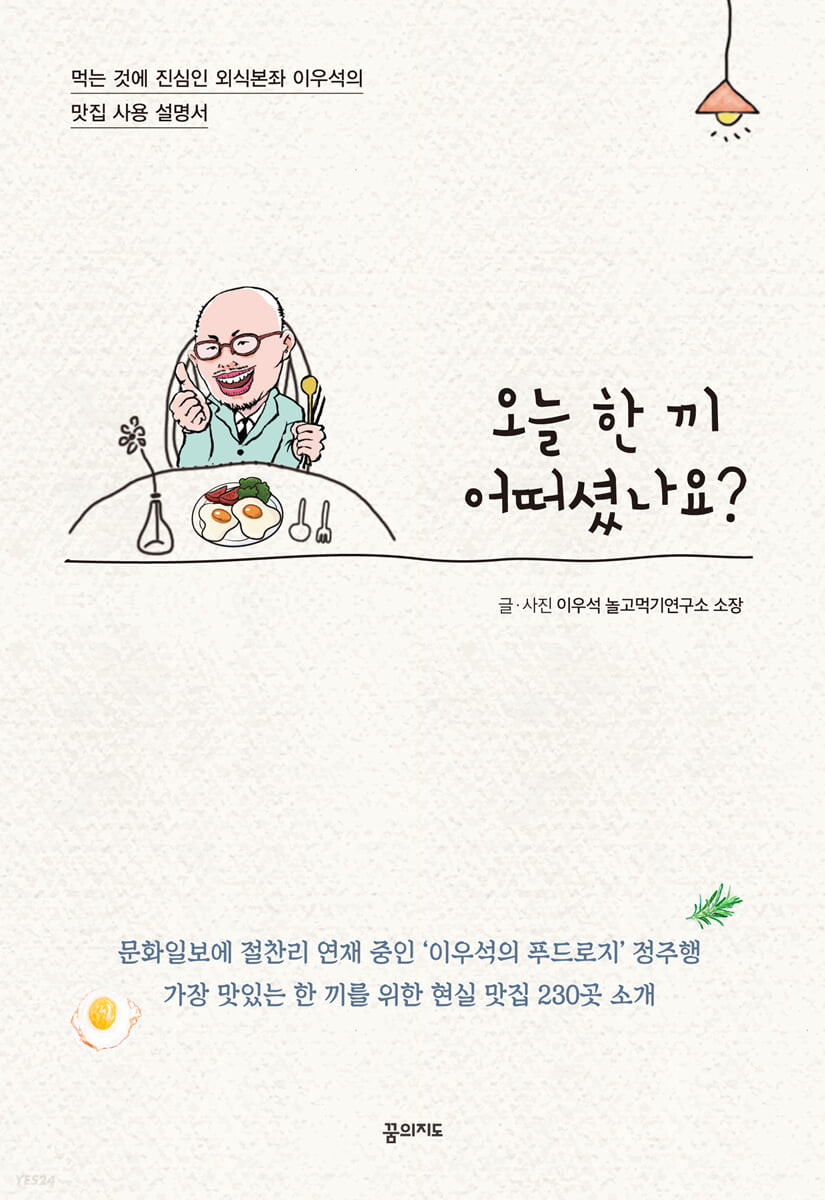 먹는 것에 진심인 외식본좌 이우석의
맛집 사용 설명서
오늘 한 끼
어떠셨나요?
글·사진 이우석 놀고먹기연구소 소장
문화일보에 절찬리 연재 중인 ‘이우석의 푸드로지’ 정주행
가장 맛있는 한 끼를 위한 현실 맛집 230곳 소개
꿈의지도
YES24